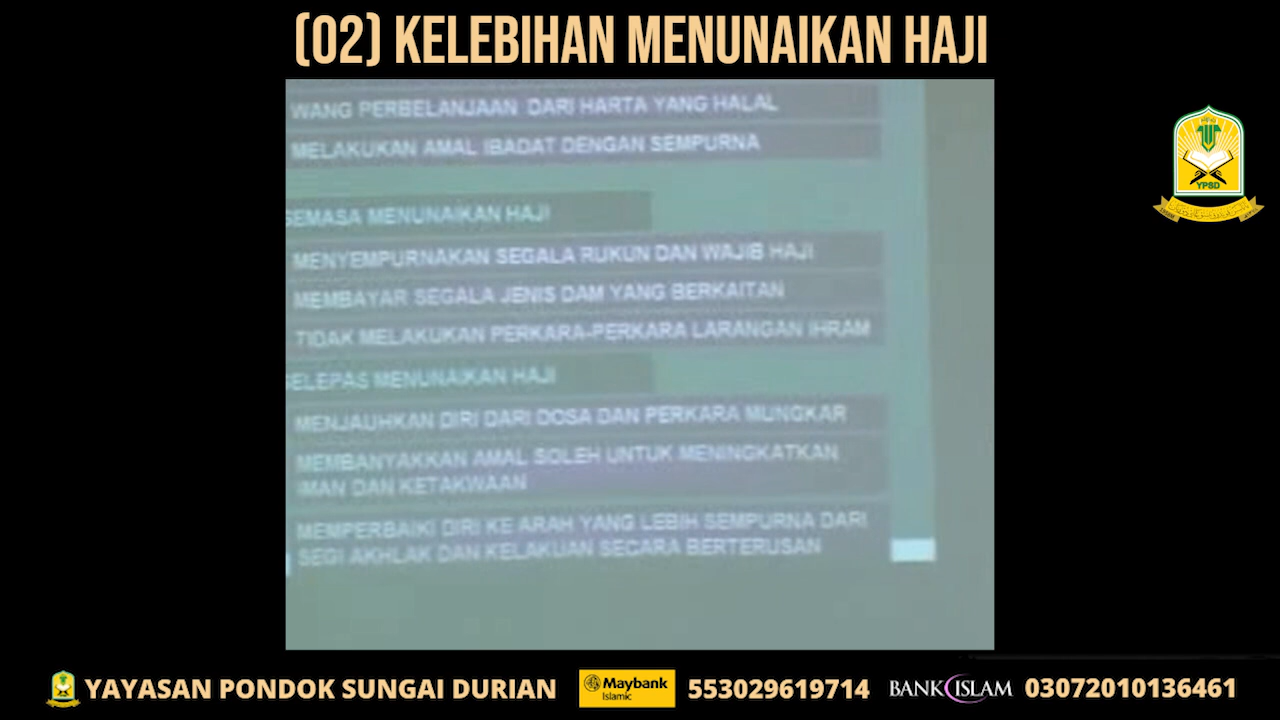 (02) KELEBIHAN MENUNAIKAN HAJI
WANG PERBELANJAAN DARI HARTA YANG HALAL
MELAKUKAN AMAL IBADAT DENGAN SEMPURNA
SEMASA MENUNAIKAN HAJI
MENYEMPURNAKAN SEGALA RUKUN DAN WAJIB HAJI
MEMBAYAR SEGALA JENIS DAM YANG BERKAITAN
TIDAK MELAKUKAN PERKARA-PERKARA LARANGAN IHRAM
SELEPAS MENUNAIKAN HAJI
MENJAUHKAN DIRI DARI DOSA DAN PERKARA MUNGKAR
MEMBANYAKKAN AMAL SOLEH UNTUK MENINGKATKAN
IMAN DAN KETAKWAAN
MEMPERBAIKI DIRI KE ARAH YANG LEBIH SEMPURNA DARI
SEGI AKHLAK DAN KELAKUAN SECARA BERTERUSAN
YPSD
YAYASAN PONDOK SUNGAI DURIAN
Maybank
Islamic
553029619714
BANK ISLAM
03072010136461